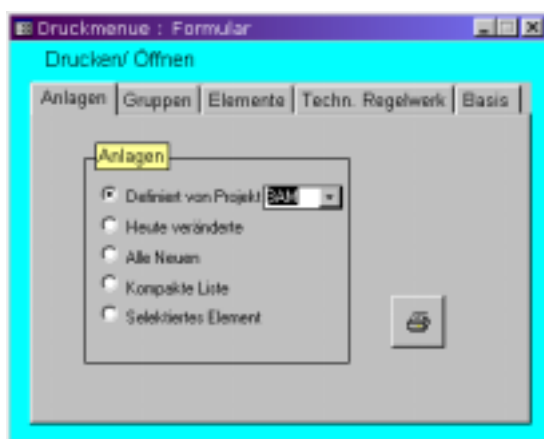 Druckmenue : Formular
Drucken/ Öffnen
Anlagen Gruppen Elemente Techn. Regelwerk Basis
Anlagen
Definiert von Projekt BAM
Heute veränderte
Alle Neuen
Kompakte Liste
Selektiertes Element